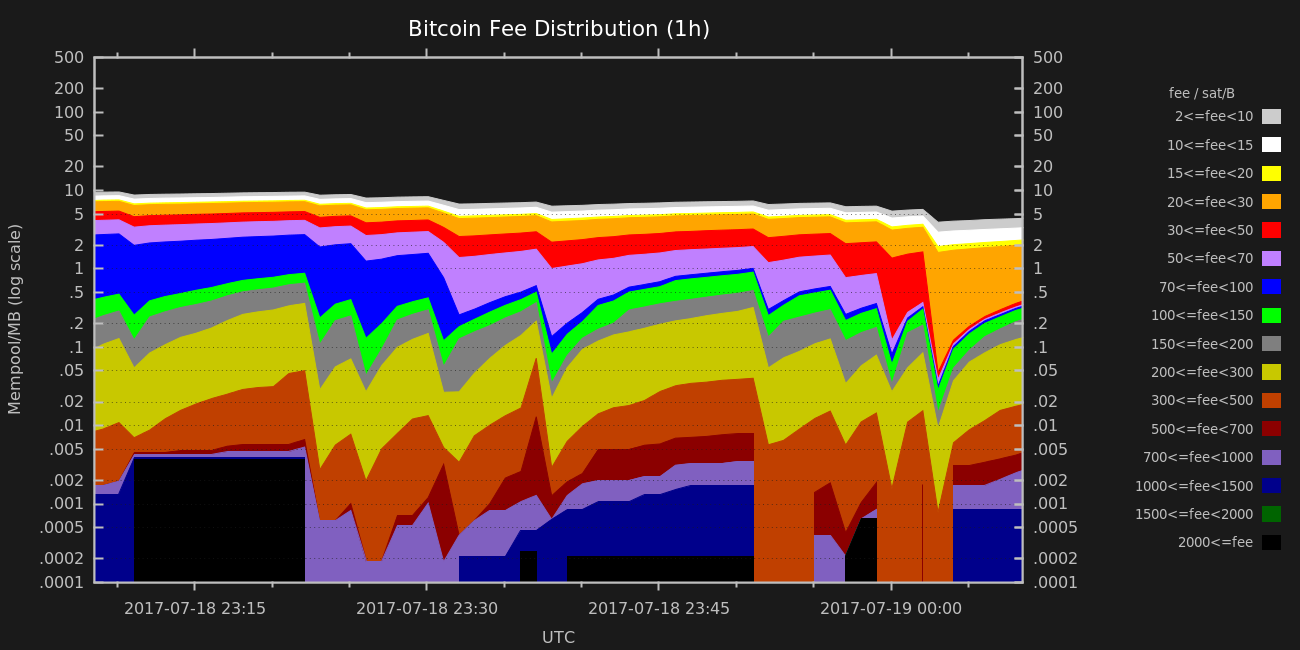 Bitcoin Fee Distribution (1h)
500
200
100
50
20
10
5
2
1
.5
.2
.1
.05
.02
.01
.005
.002
.001
.0005
.0002
.0001
Mempool/MB (log scale)
500
200
100
50
20
10
5
2
1
.5
.2
.1
.05
.02
.01
.005
.002
.001
.0005
.0002
.0001
2017-07-18 23:15
2017-07-18 23:30
2017-07-18 23:45
2017-07-19 00:00
UTC
fee / sat/B
2<=fee<10
10<=fee<15
15<=fee<20
20<=fee<30
30<=fee<50
50<=fee<70
70<=fee<100
100<=fee<150
150<=fee<200
200<=fee<300
300<=fee<500
500<=fee<700
700<=fee<1000
1000<=fee<1500
1500<=fee<2000
2000<=fee